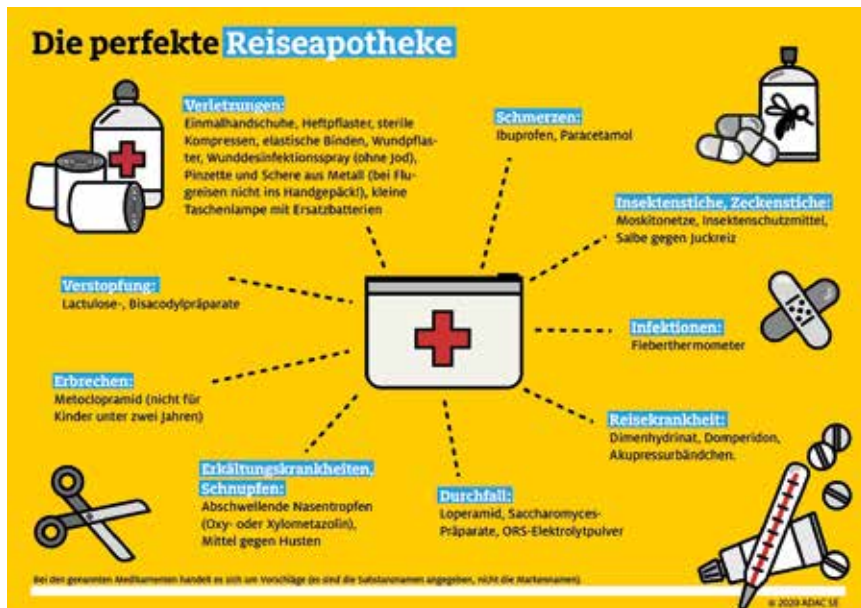 Die perfekte Reiseapotheke
Verletzungen:
Einmalhandschuhe, Heftpflaster, sterile
Kompressen, elastische Binden, Wundpflas-
ter, Wunddesinfektionsspray (ohne Jod),
Pinzette und Schere aus Metall (bei Flu-
greisen nicht ins Handgepäck!), kleine
Taschenlampe mit Ersatzbatterien
Schmerzen:
Ibuprofen, Paracetamol
Insektenstiche, Zeckenstiche:
Moskitonetze, Insektenschutzmittel,
Salbe gegen Juckreiz
Verstopfung:
Lactulose-, Bisacodylpräparate
Infektionen:
Fieberthermometer
Erbrechen:
Metoclopramid (nicht für
Kinder unter zwei Jahren)
Reisekrankheit:
Dimenhydrinat, Domperidon,
Akupressurbändchen.
Erkältungskrankheiten,
Schnupfen:
Abschwellende Nasentropfen
(Oxy- oder Xylometazolin),
Mittel gegen Husten
Durchfall:
Loperamid, Saccharomyces-
Präparate, ORS-Elektrolytpulver
Bei den genannten Medikamenten handelt es sich um Vorschläge (es sind die Substanznamen angegeben, nicht die Markennamen).
© 2020 ADAC SE